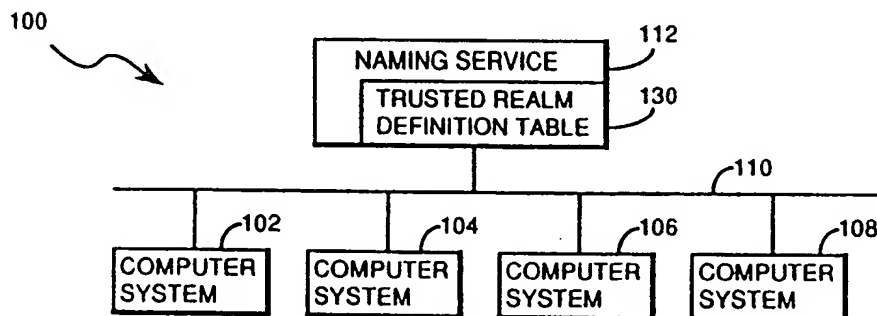 100
112
NAMING SERVICE
TRUSTED REALM
DEFINITION TABLE
130
110
102
104
106
108
COMPUTER
SYSTEM
COMPUTER
SYSTEM
COMPUTER
SYSTEM
COMPUTER
SYSTEM